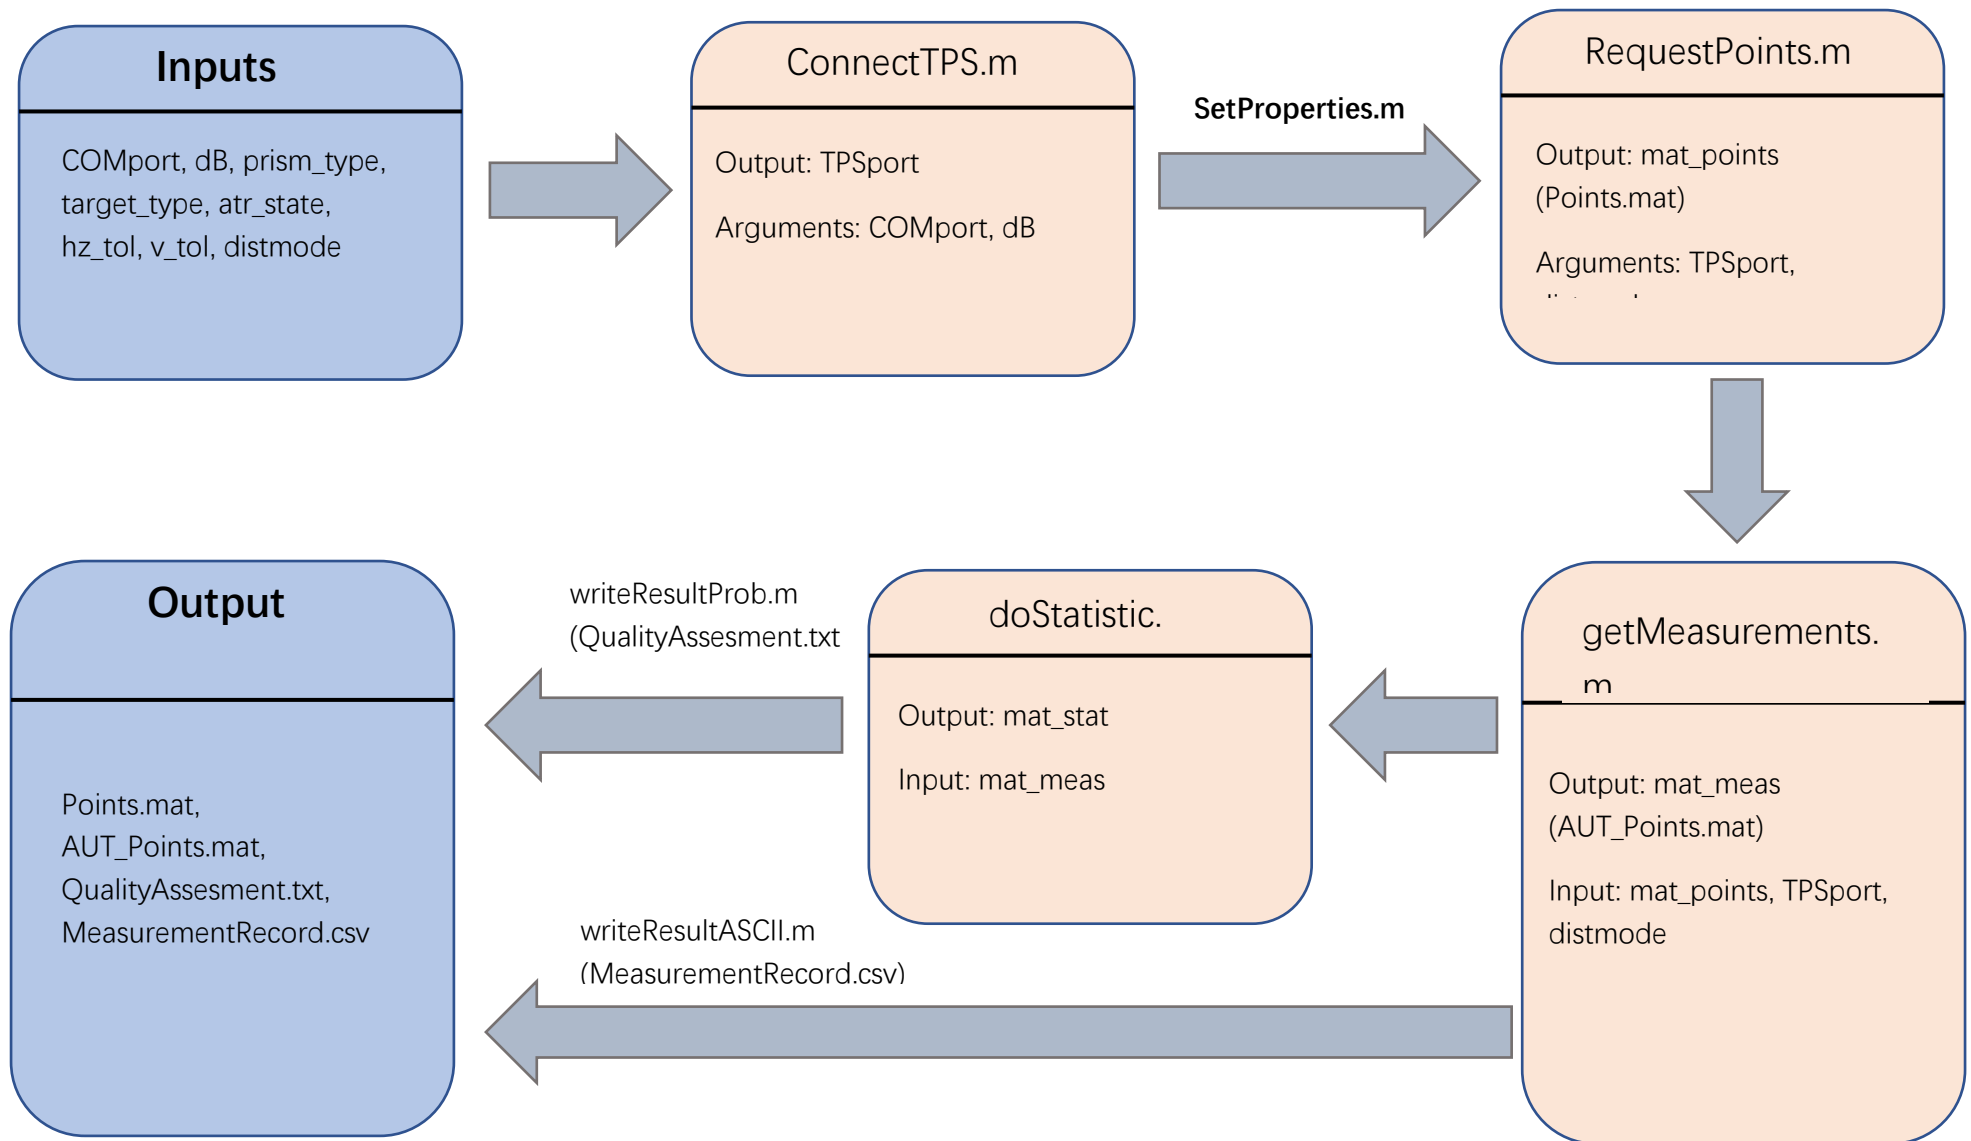 Inputs
COMport, dB, prism_type,
target_type, atr_state,
hz_tol, v_tol, distmode
ConnectTPS.m
Output: TPSport
Arguments: COMport, dB
SetProperties.m
RequestPoints.m
Output: mat_points
(Points.mat)
Arguments: TPSport,
getMeasurements.
m
Output: mat_meas
(AUT_Points.mat)
Input: mat_points, TPSport,
distmode
doStatistic.
Output: mat_stat
Input: mat_meas
writeResultProb.m
(QualityAssesment.txt
writeResultASCII.m
(MeasurementRecord.csv)
Output
Points.mat,
AUT_Points.mat,
QualityAssesment.txt,
MeasurementRecord.csv